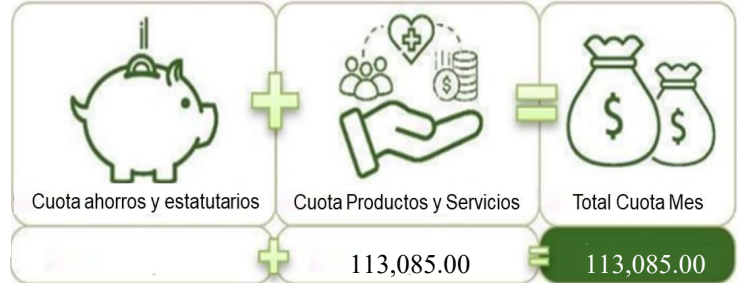 Cuota ahorros y estatutarios
Cuota Productos y Servicios
Total Cuota Mes
113,085.00
113,085.00